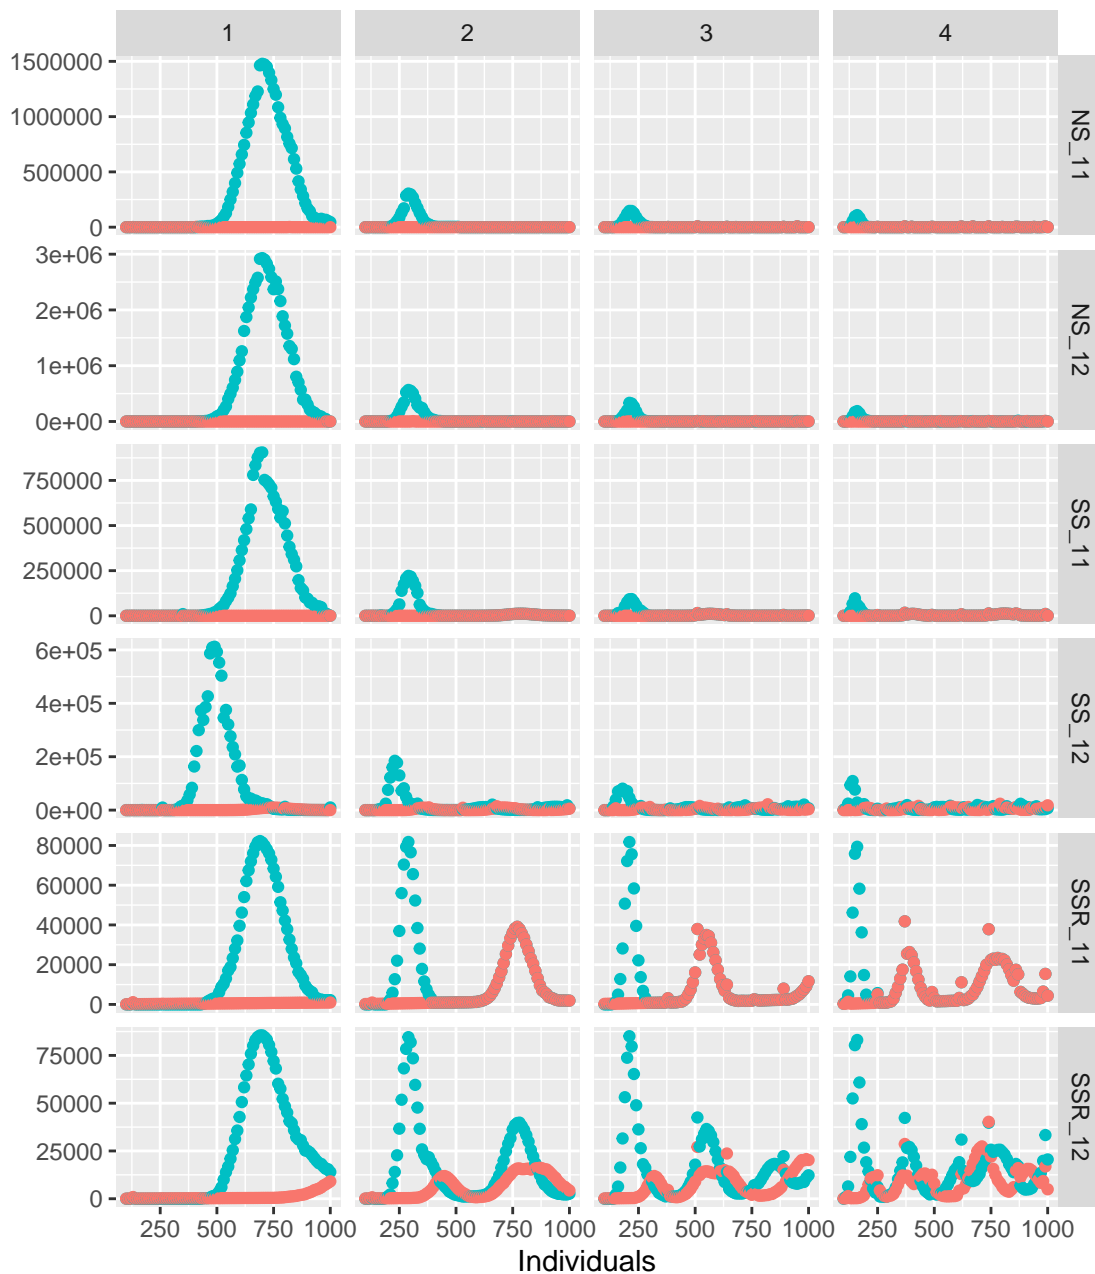 1 2 3 4
1500000
1000000
500000
0
NS_11
3e+06
2e+06
1e+06
0e+00
NS_12
750000
500000
250000
0
SS_11
6e+05
4e+05
2e+05
0e+00
SS_12
80000
60000
40000
20000
0
SSR_11
75000
50000
25000
0
SSR_12
250 500 750 1000 250 500 750 1000 250 500 750 1000 250 500 750 1000
Individuals